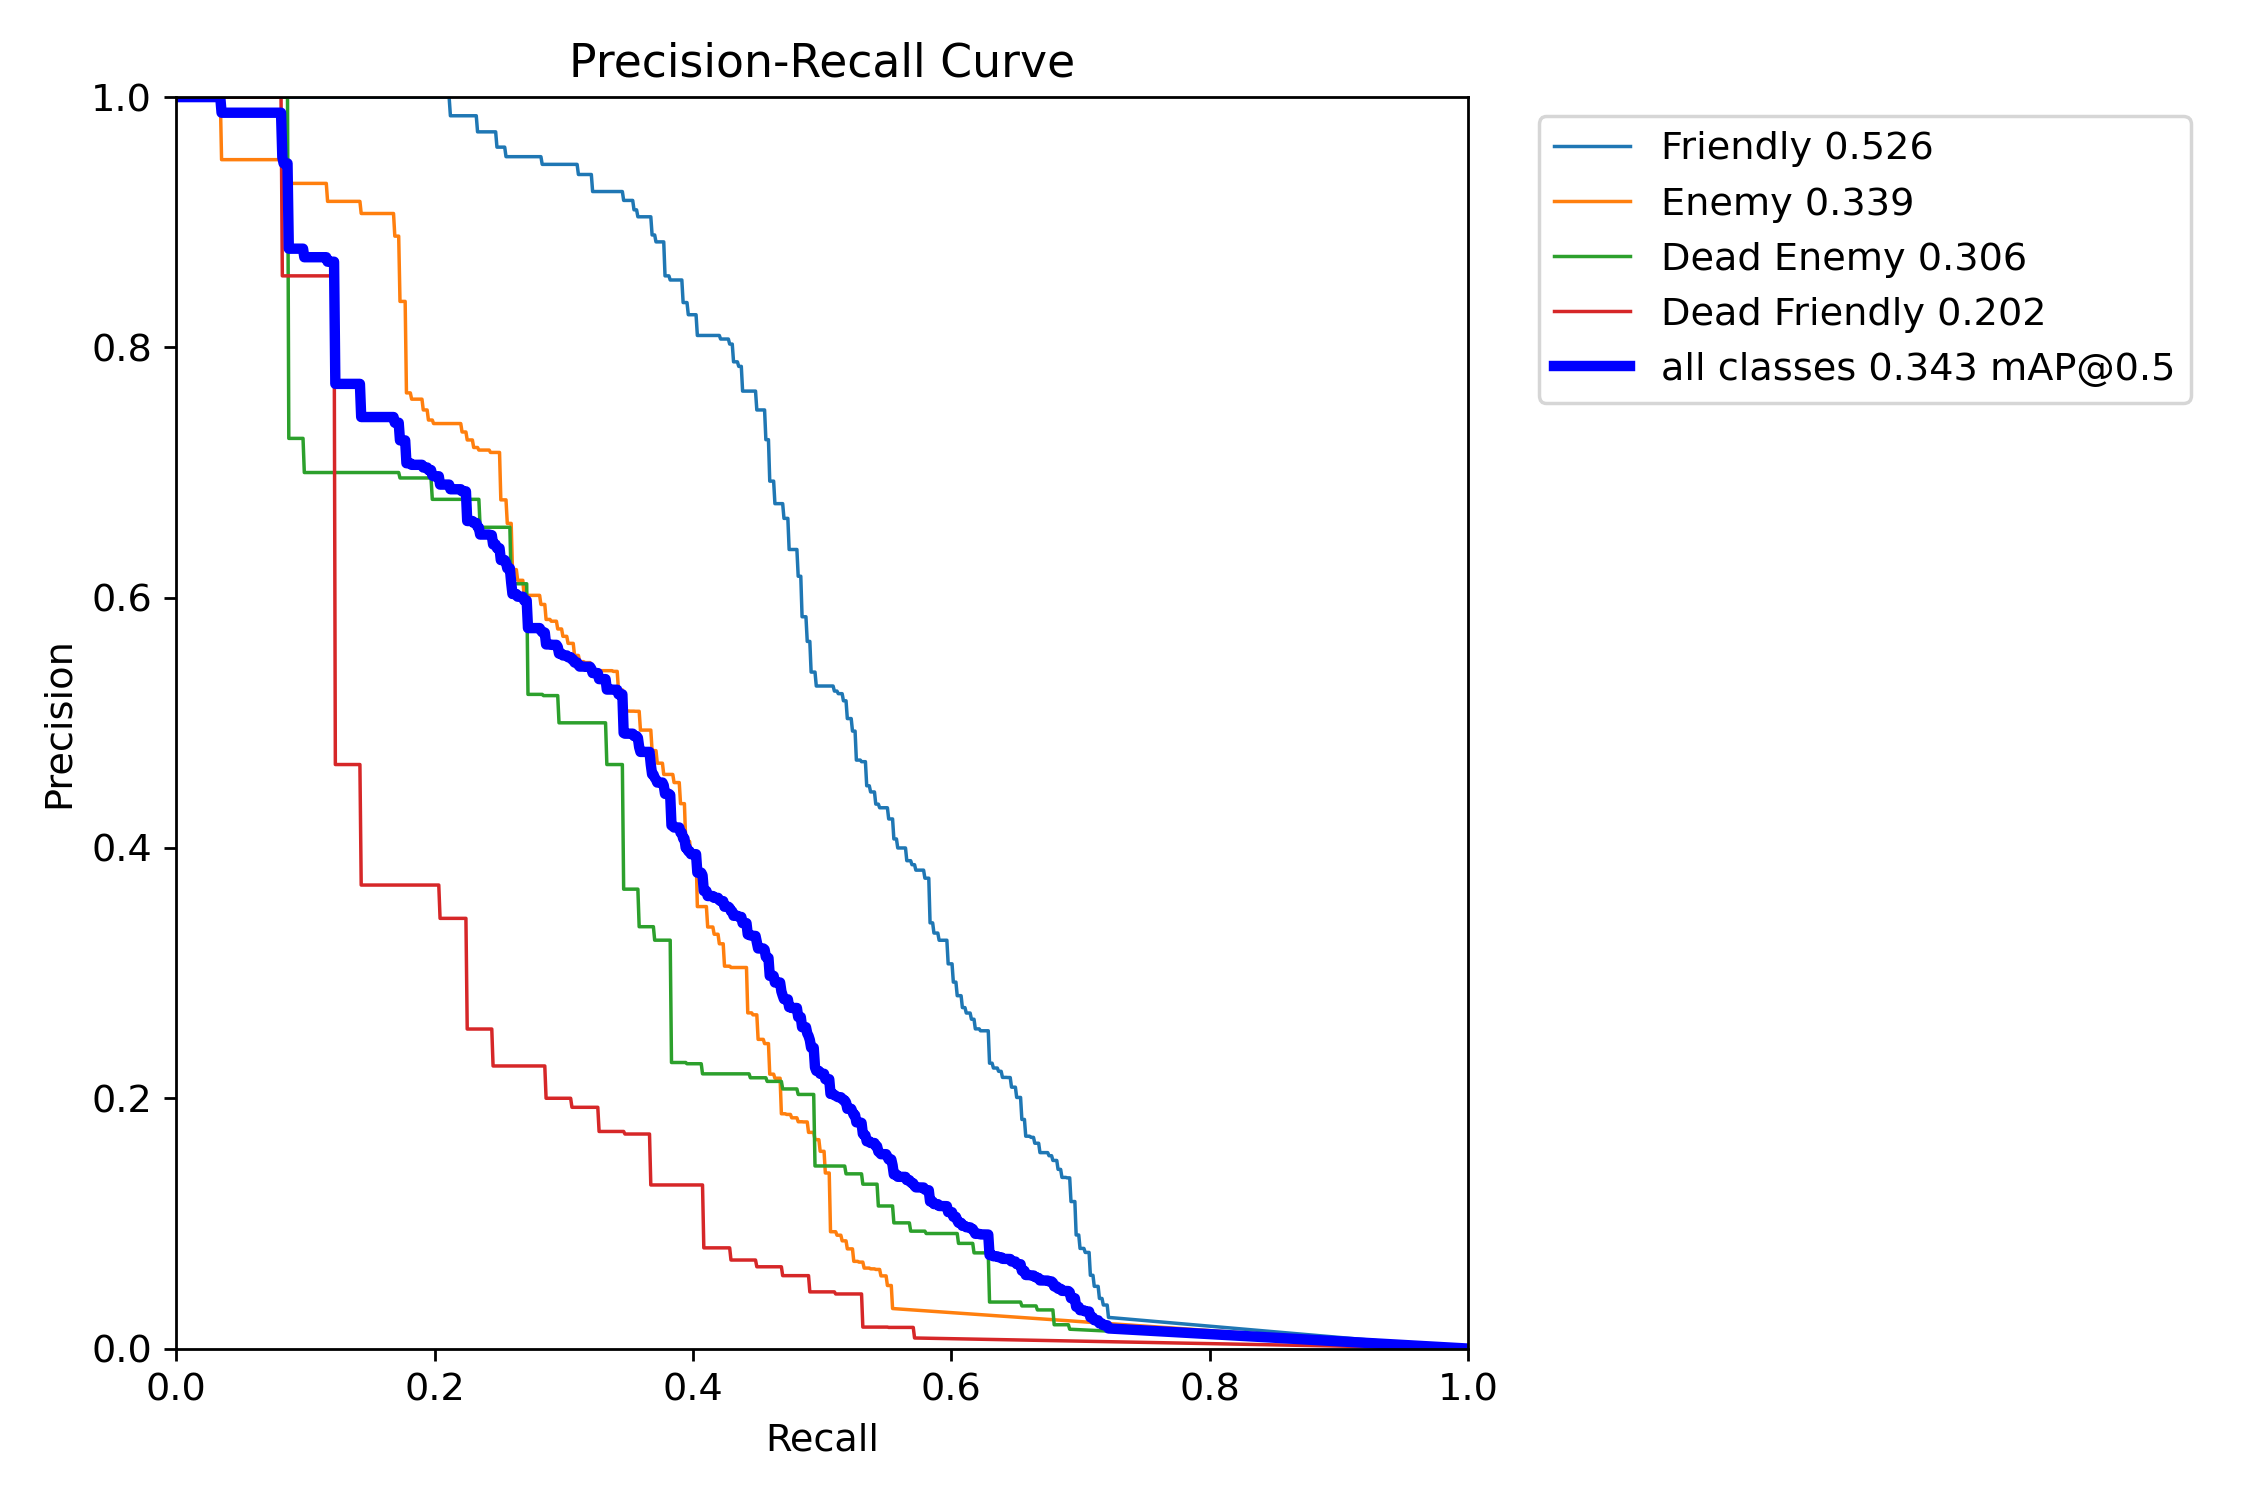 Precision-Recall Curve
1.0
0.8
0.6
0.4
0.2
0.0
Precision
0.0 0.2 0.4 0.6 0.8 1.0
Recall
Friendly 0.526
Enemy 0.339
Dead Enemy 0.306
Dead Friendly 0.202
all classes 0.343 mAP@0.5